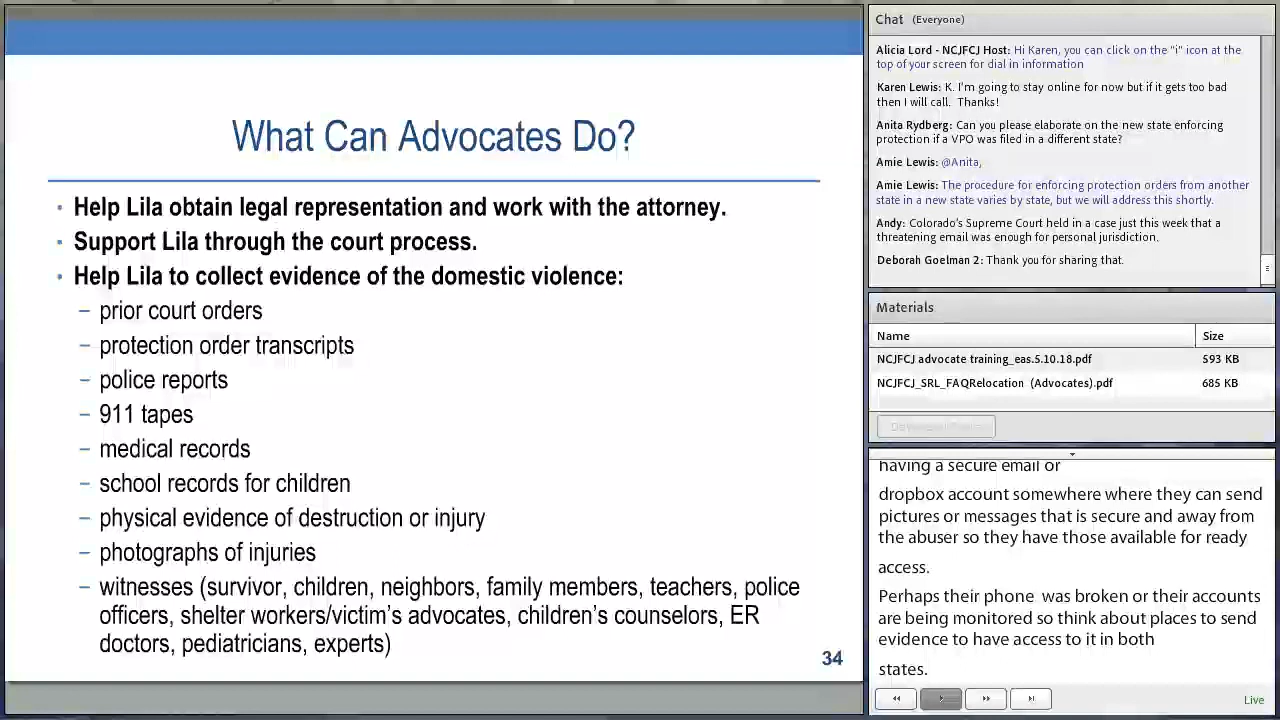 What Can Advocates Do?
Help Lila obtain legal representation and work with the attorney.
Support Lila through the court process.
Help Lila to collect evidence of the domestic violence:
– prior court orders
– protection order transcripts
– police reports
– 911 tapes
– medical records
– school records for children
– physical evidence of destruction or injury
– photographs of injuries
– witnesses (survivor, children, neighbors, family members, teachers, police
officers, shelter workers/victim's advocates, children's counselors, ER
doctors, pediatricians, experts)
34
Chat (Everyone)
Alicia Lord - NCJFCJ Host: Hi Karen, you can click on the "i" icon at the
top of your screen for dial in information
Karen Lewis: K. I'm going to stay online for now but if it gets too bad
then I will call. Thanks!
Anita Rydberg: Can you please elaborate on the new state enforcing
protection if a VPO was filed in a different state?
Amie Lewis: @Anita,
Amie Lewis: The procedure for enforcing protection orders from another
state in a new state varies by state, but we will address this shortly.
Andy: Colorado's Supreme Court held in a case just this week that a
threatening email was enough for personal jurisdiction.
Deborah Goelman 2: Thank you for sharing that.
Materials
Name Size
NCJFCJ advocate training_eas.5.10.18.pdf 593 KB
NCJFCJ_SRL_FAQRelocation (Advocates).pdf 685 KB
having a secure email or
dropbox account somewhere where they can send
pictures or messages that is secure and away from
the abuser so they have those available for ready
access.
Perhaps their phone was broken or their accounts
are being monitored so think about places to send
evidence to have access to it in both
states.
Live